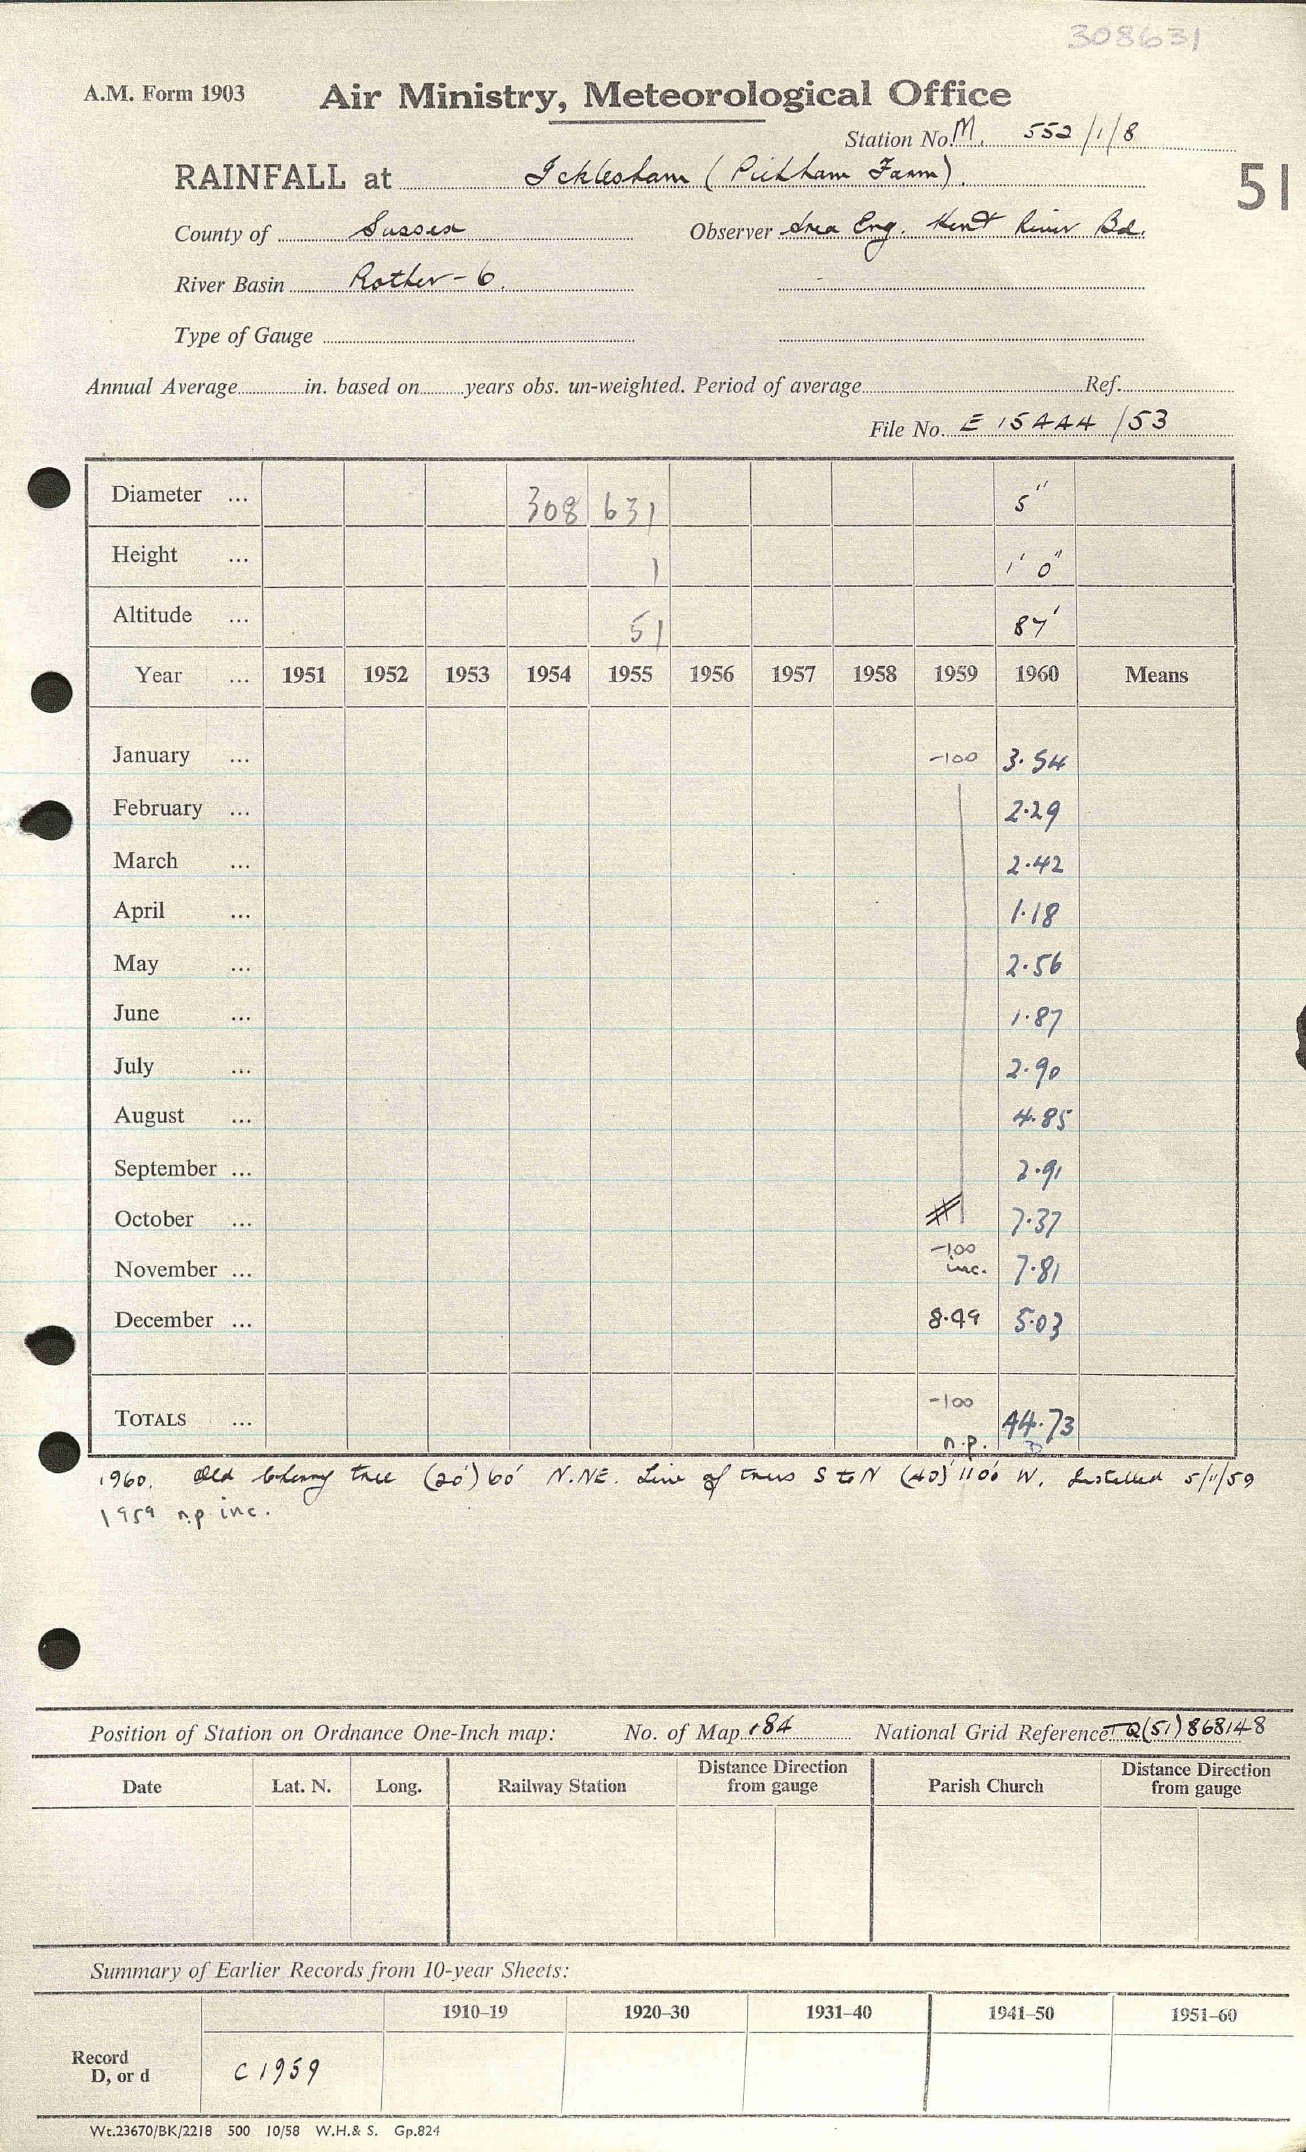 308631
A.M. Form 1903 Air Ministry, Meteorological Office
Station No. M. 552/1/8
RAINFALL at Icklesham (Pickham Farm).
51
County of Sussex Observer Area Eng. Kent River Bd.
River Basin Rother - 6.
Type of Gauge
Annual Average in. based on years obs. un-weighted. Period of average Ref.
File No. E 15444/53
Diameter ... 308 631 5"
Height ... 1 1' 0"
Altitude ... 51 87'
Year ... 1951 1952 1953 1954 1955 1956 1957 1958 1959 1960 Means
January ... -100 3.54
February ... 2.29
March ... 2.42
April ... 1.18
May ... 2.56
June ... 1.87
July ... 2.90
August ... 4.85
September ... 2.91
October ... 7.37
November ... -100 inc. 7.81
December ... 8.49 5.03
TOTALS ... -100 n.p. 44.73
1960. Old Cherry tree (20') 60' N.NE. Line of trees S to N (40') 110' W. Installed 5/11/59
1959 n.p inc.
Position of Station on Ordnance One-Inch map: No. of Map 184 National Grid Reference TQ(51)868148
Date Lat. N. Long. Railway Station Distance Direction from gauge Parish Church Distance Direction from gauge
Summary of Earlier Records from 10-year Sheets:
1910–19 1920–30 1931–40 1941–50 1951–60
Record
D, or d C 1959
Wt.23670/BK/2218 500 10/58 W.H.& S. Gp.824